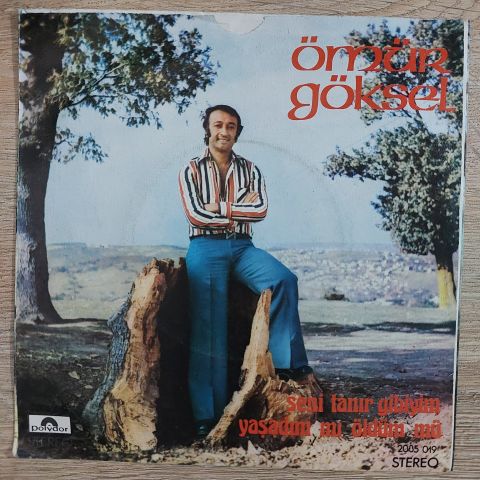 ömür
göksel
seni tanır gibiyim
yaşadım mı öldüm mü
2005 019
STEREO
polydor